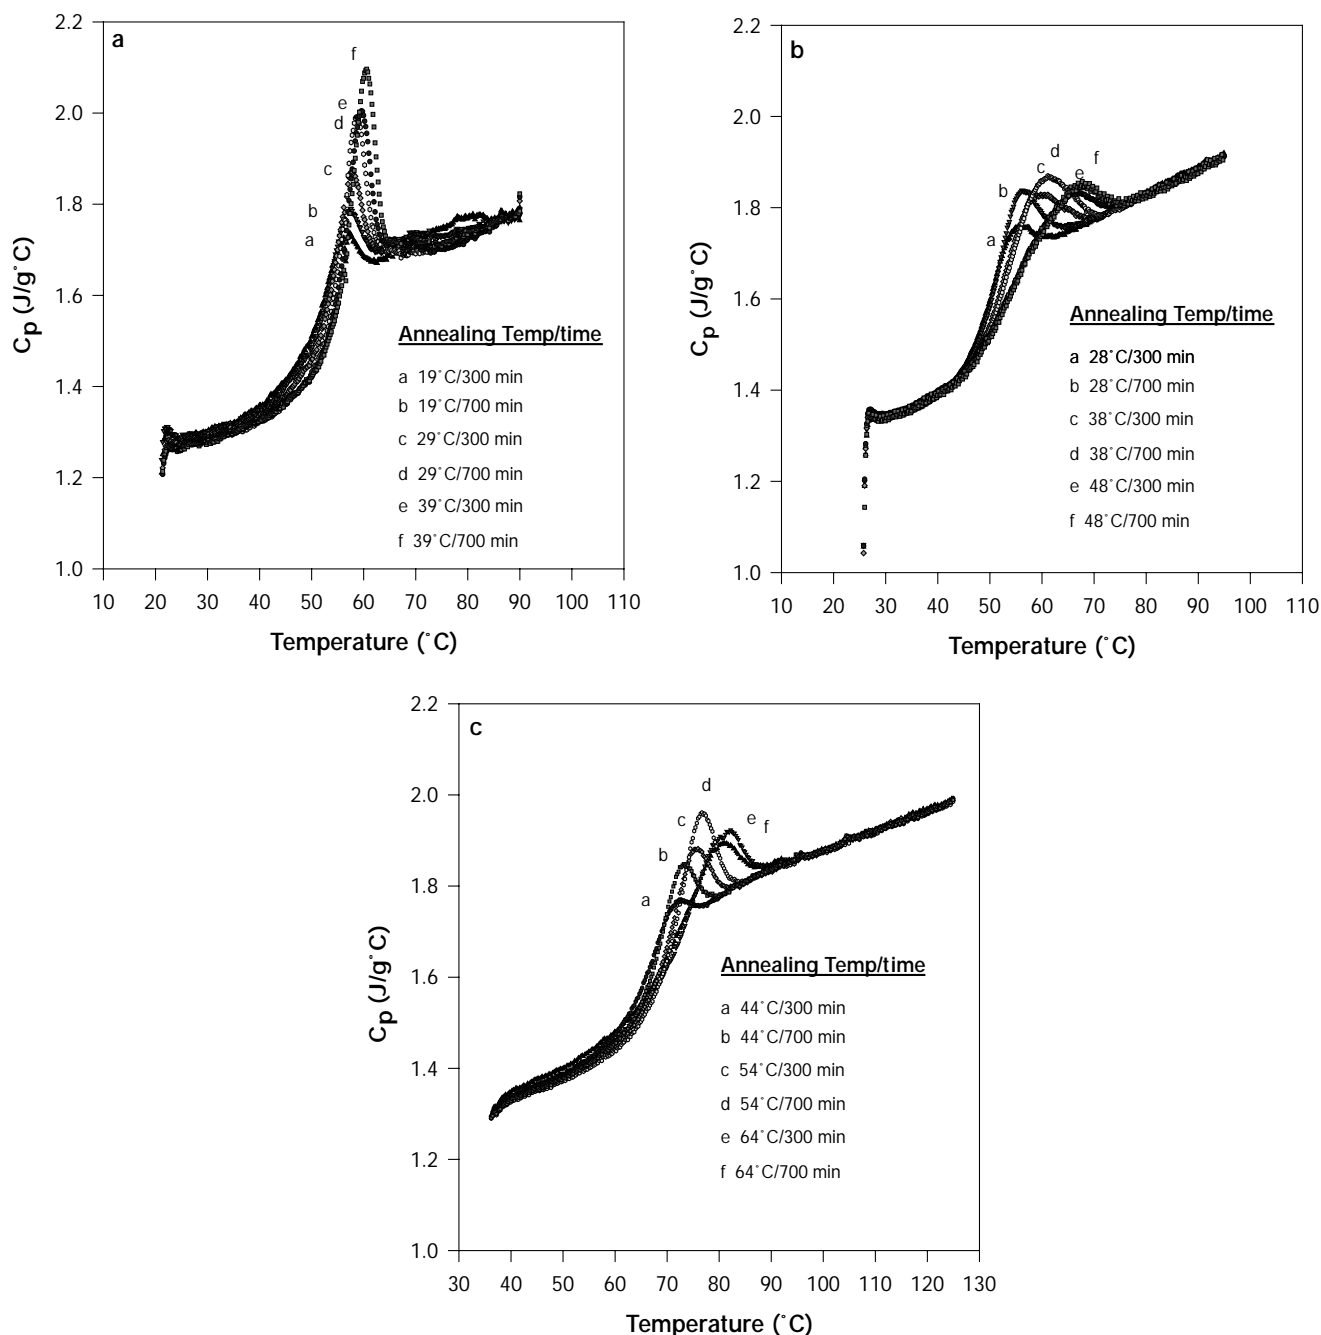 a
f
e
d
c
b
a
2.2
2.0
1.8
1.6
1.4
1.2
1.0
Cp (J/g°C)
Annealing Temp/time
a 19°C/300 min
b 19°C/700 min
c 29°C/300 min
d 29°C/700 min
e 39°C/300 min
f 39°C/700 min
10 20 30 40 50 60 70 80 90 100 110
Temperature (°C)
b
d
f
c
e
b
a
2.2
2.0
1.8
1.6
1.4
1.2
1.0
Cp (J/g°C)
Annealing Temp/time
a 28°C/300 min
b 28°C/700 min
c 38°C/300 min
d 38°C/700 min
e 48°C/300 min
f 48°C/700 min
10 20 30 40 50 60 70 80 90 100 110
Temperature (°C)
c
d
c
e
f
b
a
2.2
2.0
1.8
1.6
1.4
1.2
1.0
Cp (J/g°C)
Annealing Temp/time
a 44°C/300 min
b 44°C/700 min
c 54°C/300 min
d 54°C/700 min
e 64°C/300 min
f 64°C/700 min
30 40 50 60 70 80 90 100 110 120 130
Temperature (°C)